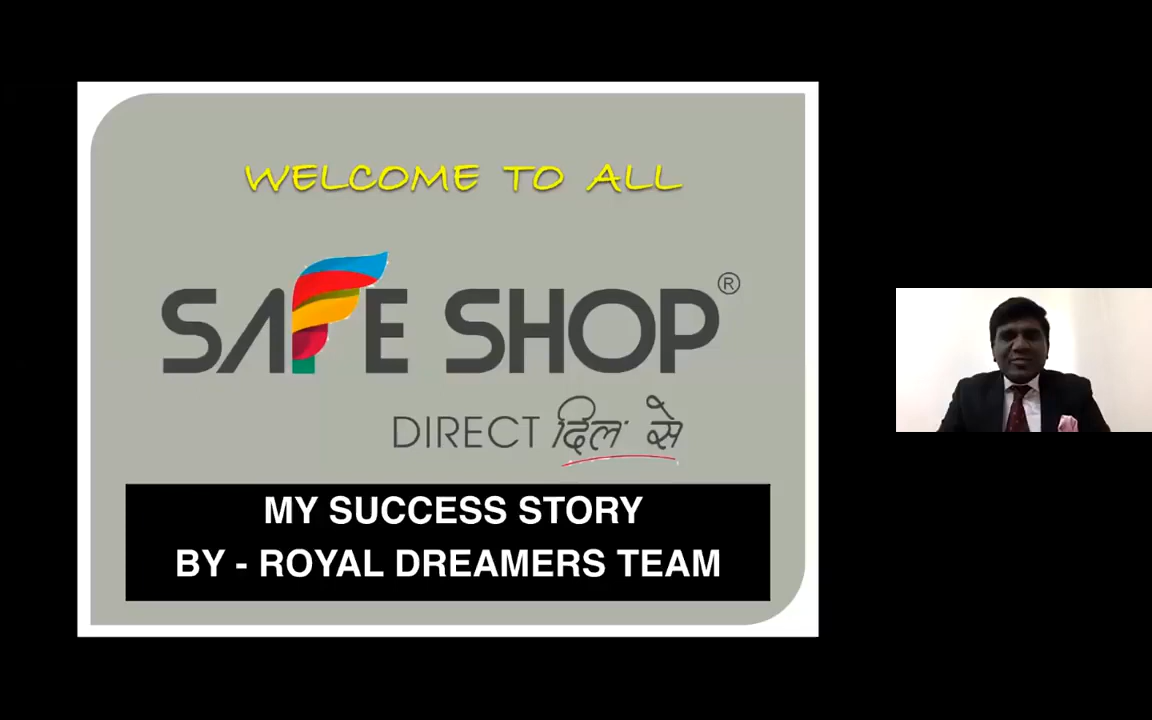 WELCOME TO ALL
SAFE SHOP®
DIRECT दिल से
MY SUCCESS STORY
BY - ROYAL DREAMERS TEAM